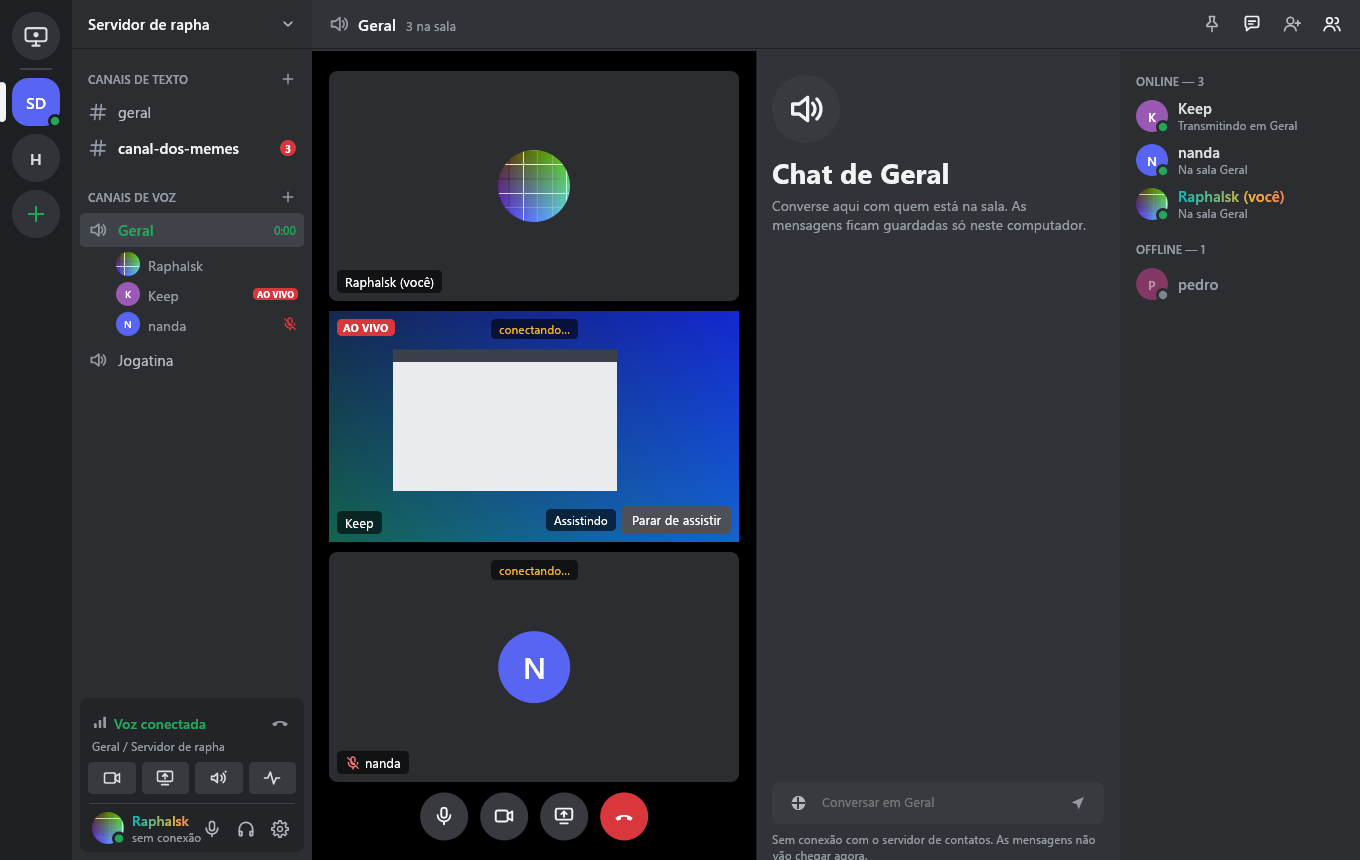 SD
H
Servidor de rapha
CANAIS DE TEXTO
geral
canal-dos-memes
3
CANAIS DE VOZ
Geral
0:00
Raphalsk
K
Keep
AO VIVO
N
nanda
Jogatina
Voz conectada
Geral / Servidor de rapha
Raphalsk
sem conexão
Geral
3 na sala
Raphalsk (você)
AO VIVO
conectando...
Keep
Assistindo
Parar de assistir
conectando...
N
nanda
Chat de Geral
Converse aqui com quem está na sala. As
mensagens ficam guardadas só neste computador.
Conversar em Geral
Sem conexão com o servidor de contatos. As mensagens não
vão chegar agora.
ONLINE — 3
K
Keep
Transmitindo em Geral
N
nanda
Na sala Geral
Raphalsk (você)
Na sala Geral
OFFLINE — 1
P
pedro